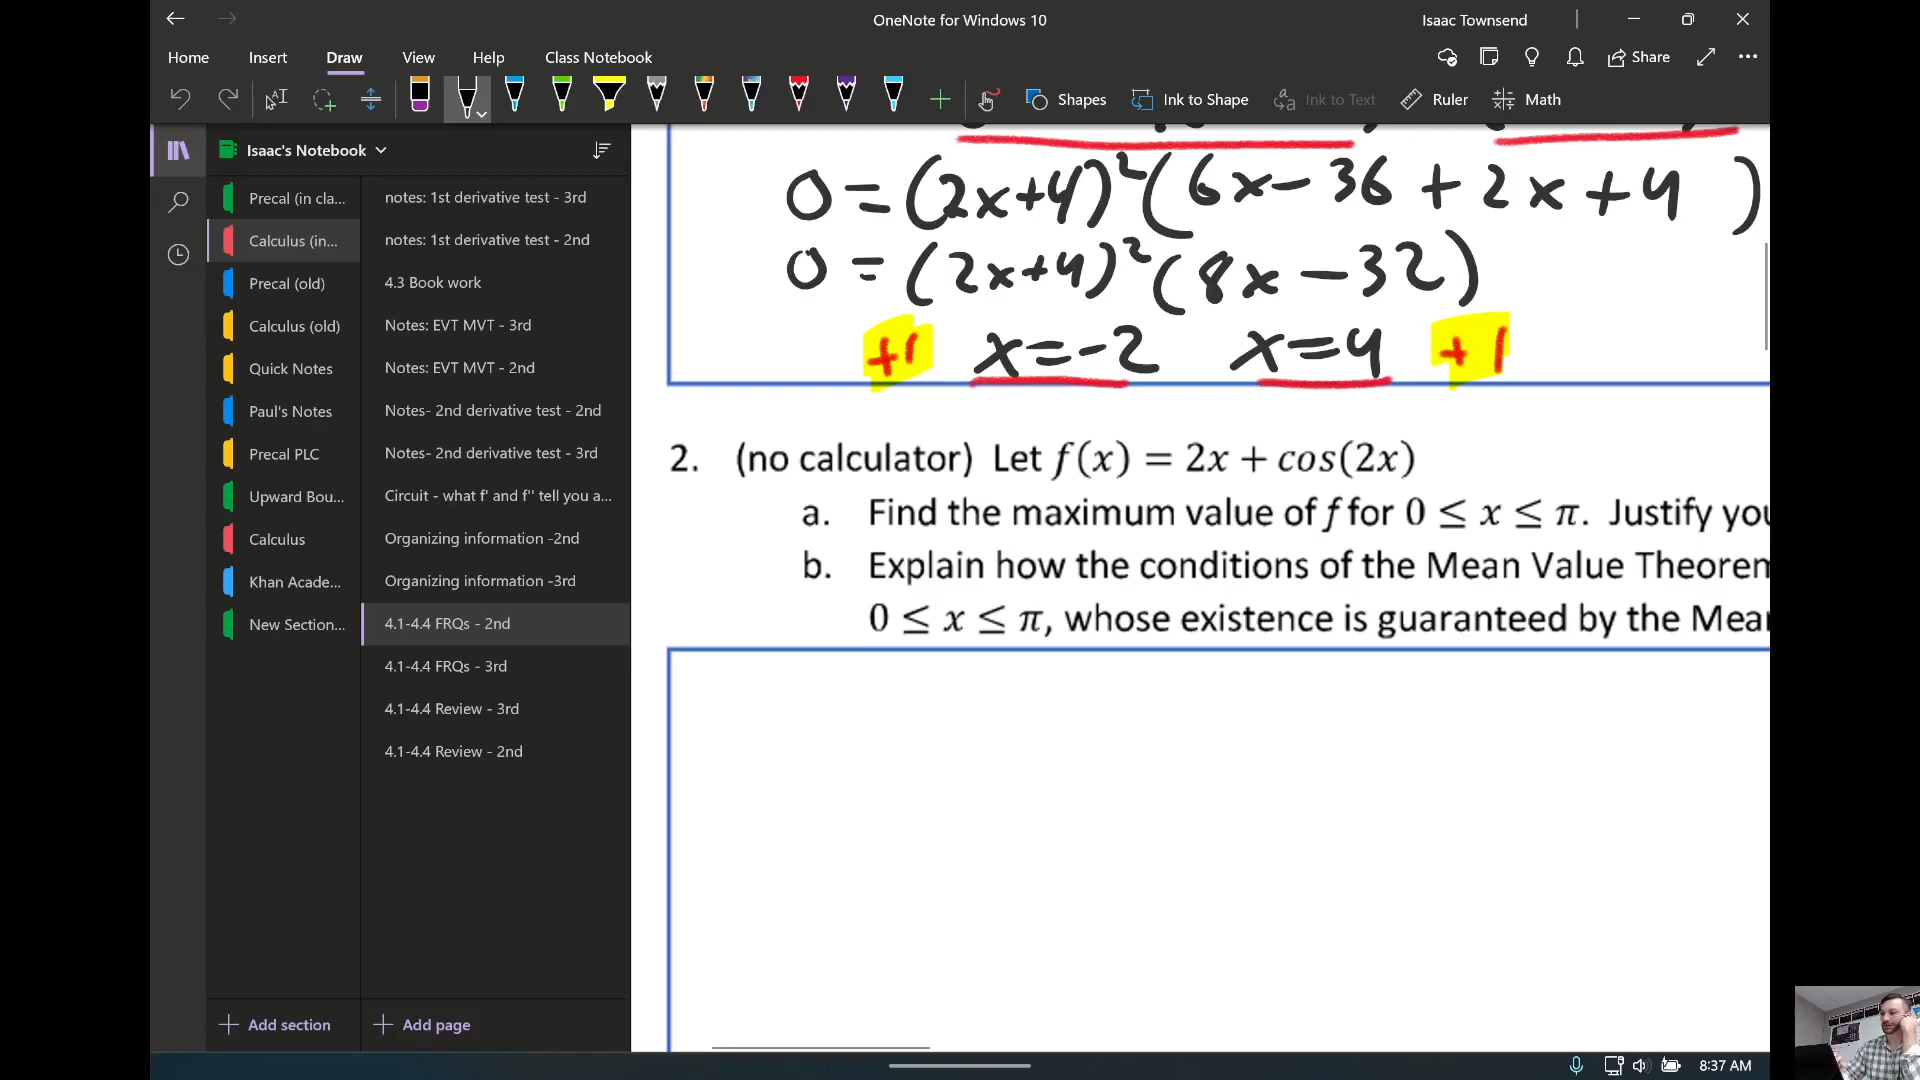 OneNote for Windows 10
Isaac Townsend
Home Insert Draw View Help Class Notebook
Share
Shapes Ink to Shape Ink to Text Ruler Math
Isaac's Notebook
Precal (in cla...
Calculus (in...
Precal (old)
Calculus (old)
Quick Notes
Paul's Notes
Precal PLC
Upward Bou...
Calculus
Khan Acade...
New Section...
Add section
notes: 1st derivative test - 3rd
notes: 1st derivative test - 2nd
4.3 Book work
Notes: EVT MVT - 3rd
Notes: EVT MVT - 2nd
Notes- 2nd derivative test - 2nd
Notes- 2nd derivative test - 3rd
Circuit - what f' and f" tell you a...
Organizing information -2nd
Organizing information -3rd
4.1-4.4 FRQs - 2nd
4.1-4.4 FRQs - 3rd
4.1-4.4 Review - 3rd
4.1-4.4 Review - 2nd
Add page
0 = (2x+4)²(6x-36+2x+4)
0 = (2x+4)²(8x-32)
+1 x=-2 x=4 +1
2. (no calculator) Let f(x) = 2x + cos(2x)
a. Find the maximum value of f for 0 ≤ x ≤ π. Justify you
b. Explain how the conditions of the Mean Value Theorem
0 ≤ x ≤ π, whose existence is guaranteed by the Mea
8:37 AM